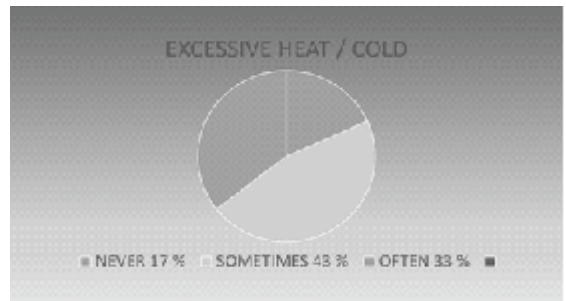 EXCESSIVE HEAT / COLD
NEVER 17 % SOMETIMES 43 % OFTEN 33 %